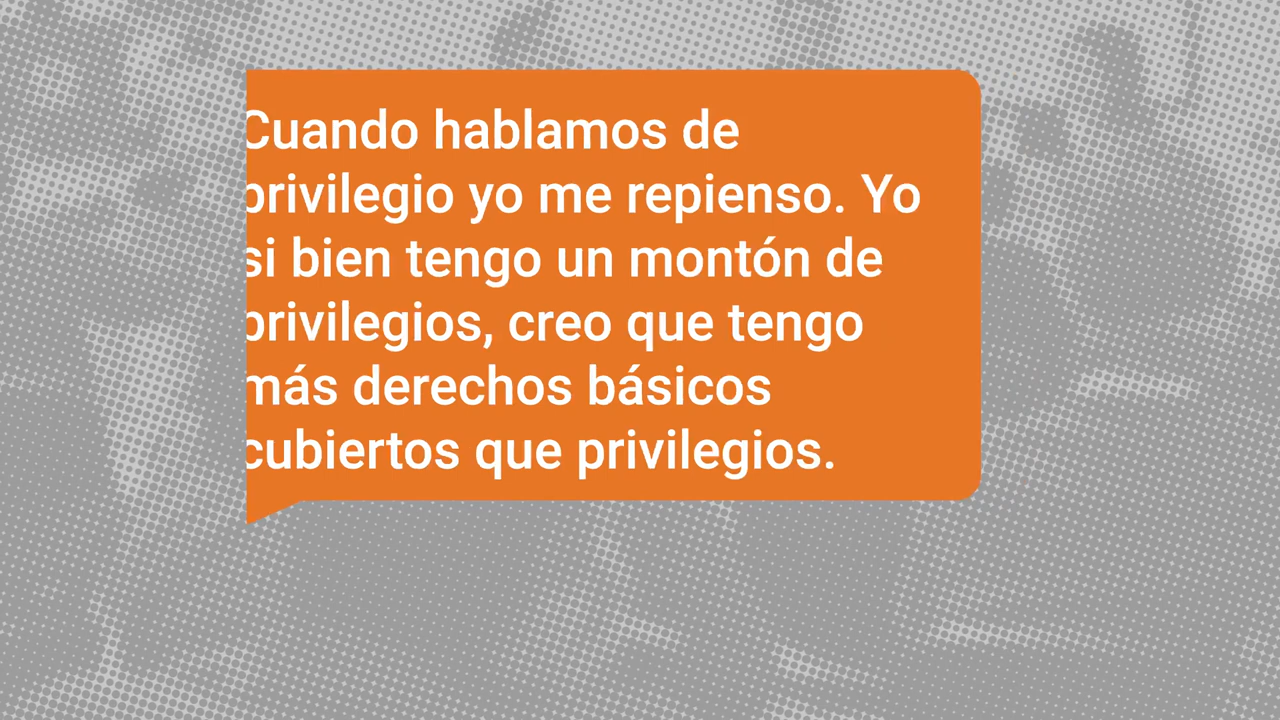 Cuando hablamos de
privilegio yo me repienso. Yo
si bien tengo un montón de
privilegios, creo que tengo
más derechos básicos
cubiertos que privilegios.